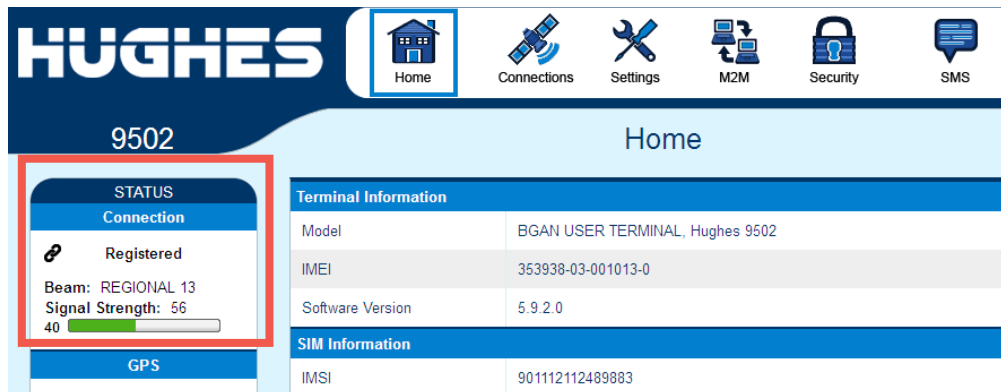 HUGHES
Home
Connections
Settings
M2M
Security
SMS
9502
Home
STATUS
Connection
Registered
Beam: REGIONAL 13
Signal Strength: 56
40
GPS
Terminal Information
Model BGAN USER TERMINAL, Hughes 9502
IMEI 353938-03-001013-0
Software Version 5.9.2.0
SIM Information
IMSI 901112112489883